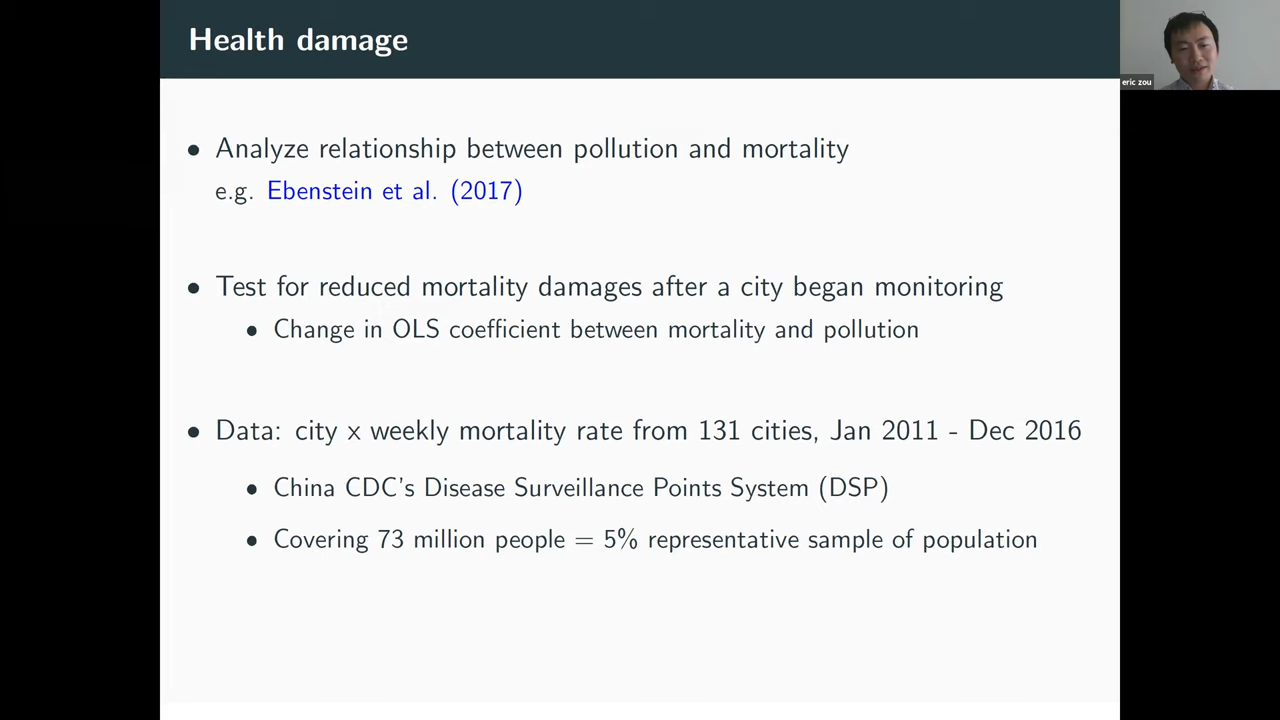 Health damage
eric zou
• Analyze relationship between pollution and mortality
e.g. Ebenstein et al. (2017)
• Test for reduced mortality damages after a city began monitoring
• Change in OLS coefficient between mortality and pollution
• Data: city x weekly mortality rate from 131 cities, Jan 2011 - Dec 2016
• China CDC's Disease Surveillance Points System (DSP)
• Covering 73 million people = 5% representative sample of population